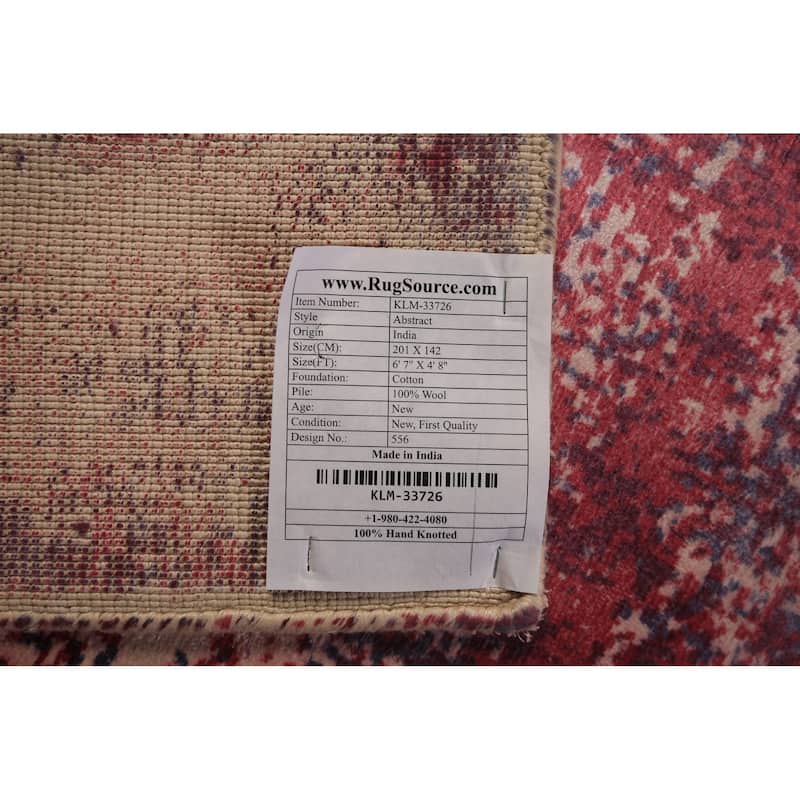 www.RugSource.com
Item Number: KLM-33726
Style Abstract
Origin India
Size(CM): 201 X 142
Size(FT): 6' 7" X 4' 8"
Foundation: Cotton
Pile: 100% Wool
Age: New
Condition: New, First Quality
Design No.: 556
Made in India
KLM-33726
+1-980-422-4080
100% Hand Knotted